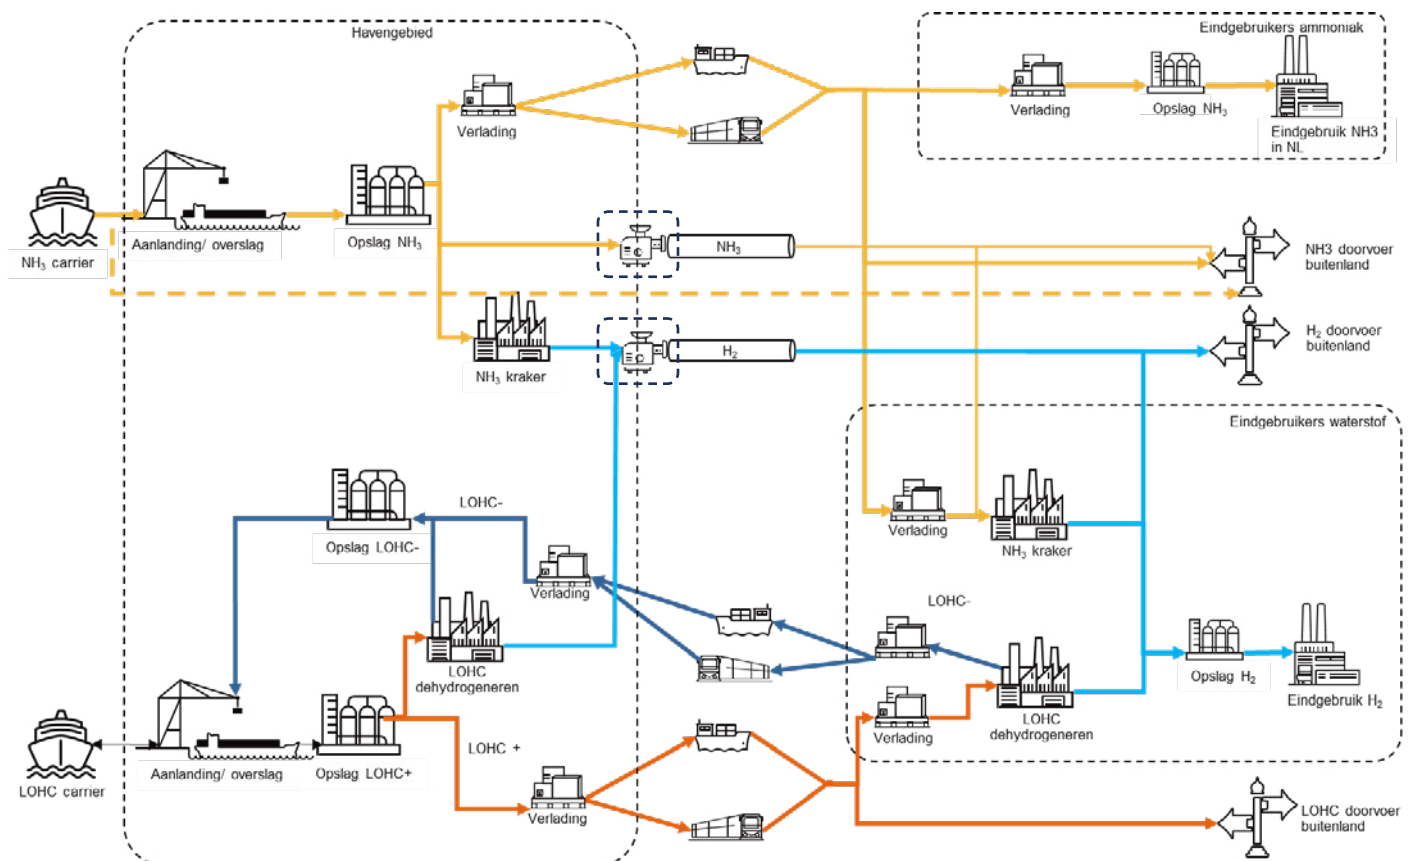 Havengebied
Eindgebruikers ammoniak
Verlading
Verlading
Opslag NH₃
Eindgebruik NH3
in NL
NH₃ carrier
Aanlanding/ overslag
Opslag NH₃
NH₃
NH3 doorvoer
buitenland
NH₃ kraker
H₂
H₂ doorvoer
buitenland
Eindgebruikers waterstof
LOHC-
Opslag LOHC-
Verlading
NH₃ kraker
Verlading
LOHC-
LOHC
dehydrogeneren
Opslag H₂
Eindgebruik H₂
Verlading
LOHC
dehydrogeneren
LOHC +
LOHC carrier
Aanlanding/ overslag
Opslag LOHC+
Verlading
LOHC doorvoer
buitenland